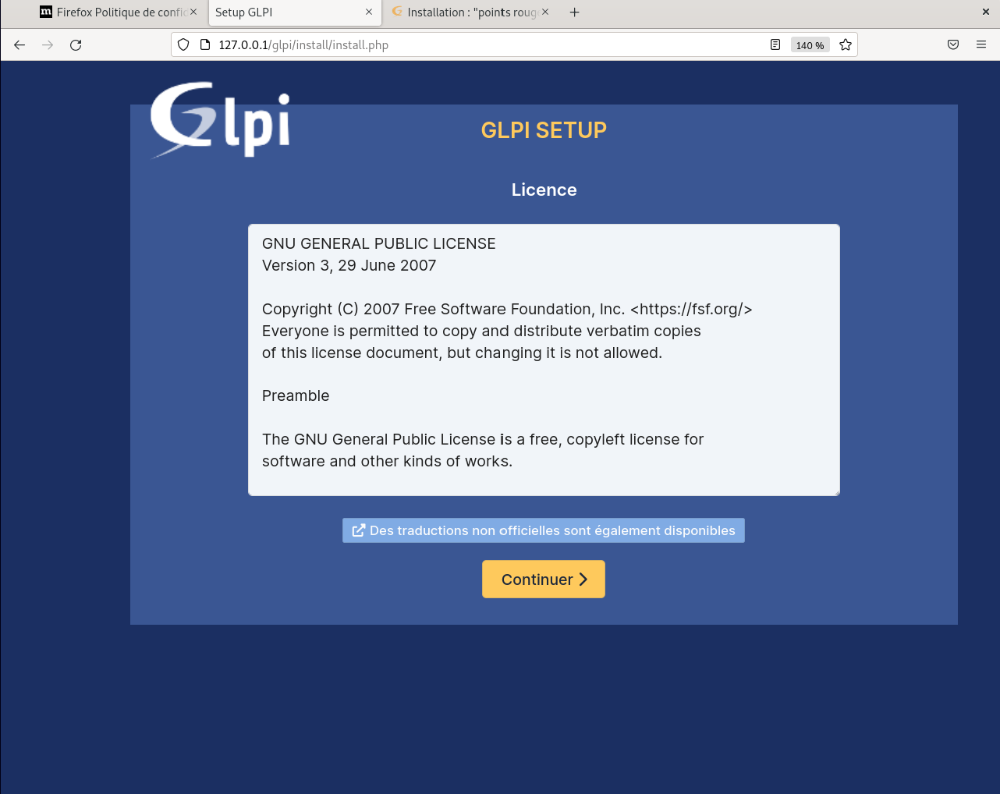 Firefox Politique de confid
Setup GLPI
Installation : "points roug
127.0.0.1/glpi/install/install.php
140 %
Glpi
GLPI SETUP
Licence
GNU GENERAL PUBLIC LICENSE
Version 3, 29 June 2007
Copyright (C) 2007 Free Software Foundation, Inc. <https://fsf.org/>
Everyone is permitted to copy and distribute verbatim copies
of this license document, but changing it is not allowed.
Preamble
The GNU General Public License is a free, copyleft license for
software and other kinds of works.
Des traductions non officielles sont également disponibles
Continuer